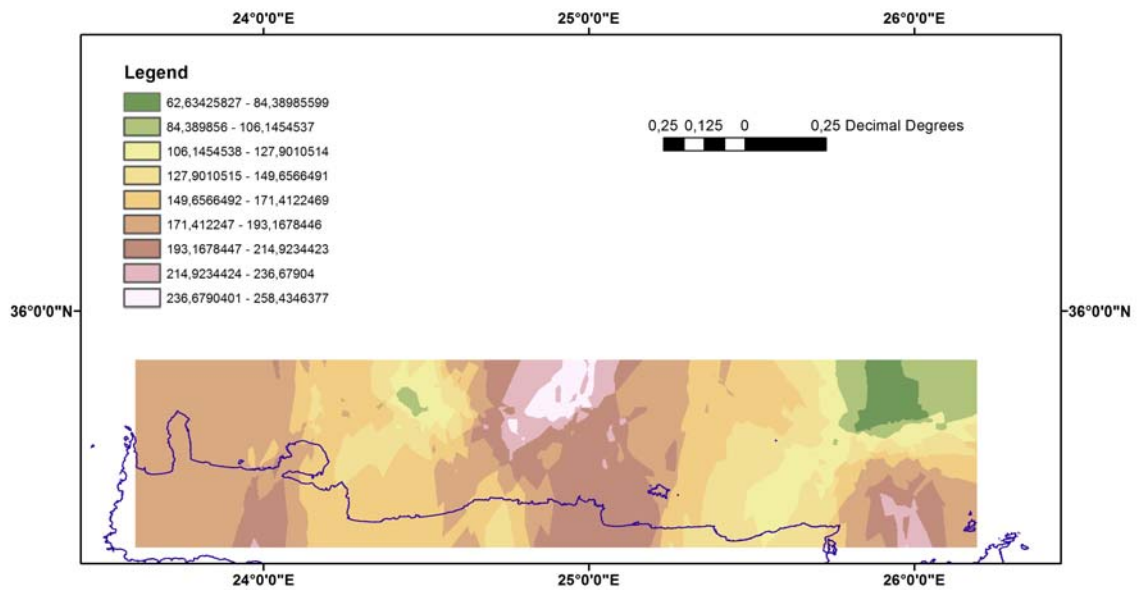 24°0'0"E 25°0'0"E 26°0'0"E
Legend
62,63425827 - 84,38985599
84,389856 - 106,1454537
106,1454538 - 127,9010514
127,9010515 - 149,6566491
149,6566492 - 171,4122469
171,412247 - 193,1678446
193,1678447 - 214,9234423
214,9234424 - 236,67904
236,6790401 - 258,4346377
0,25 0,125 0 0,25 Decimal Degrees
36°0'0"N 36°0'0"N
24°0'0"E 25°0'0"E 26°0'0"E